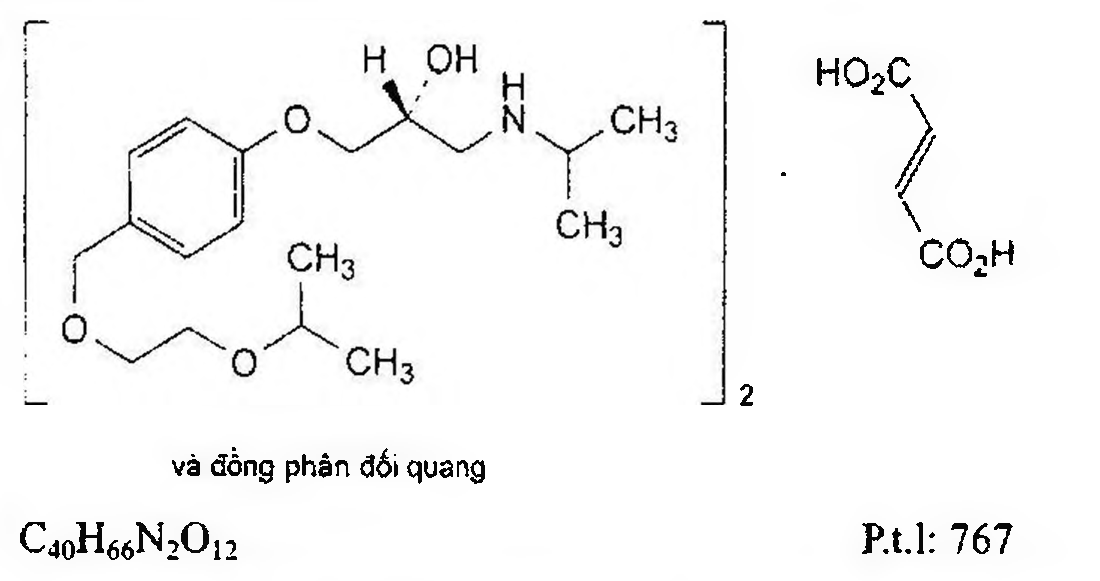 H OH
H
N
O
CH₃
CH₃
CH₃
O
O
CH₃
2
HO₂C
CO₂H
và đồng phân đối quang
C₄₀H₆₆N₂O₁₂ P.t.l: 767